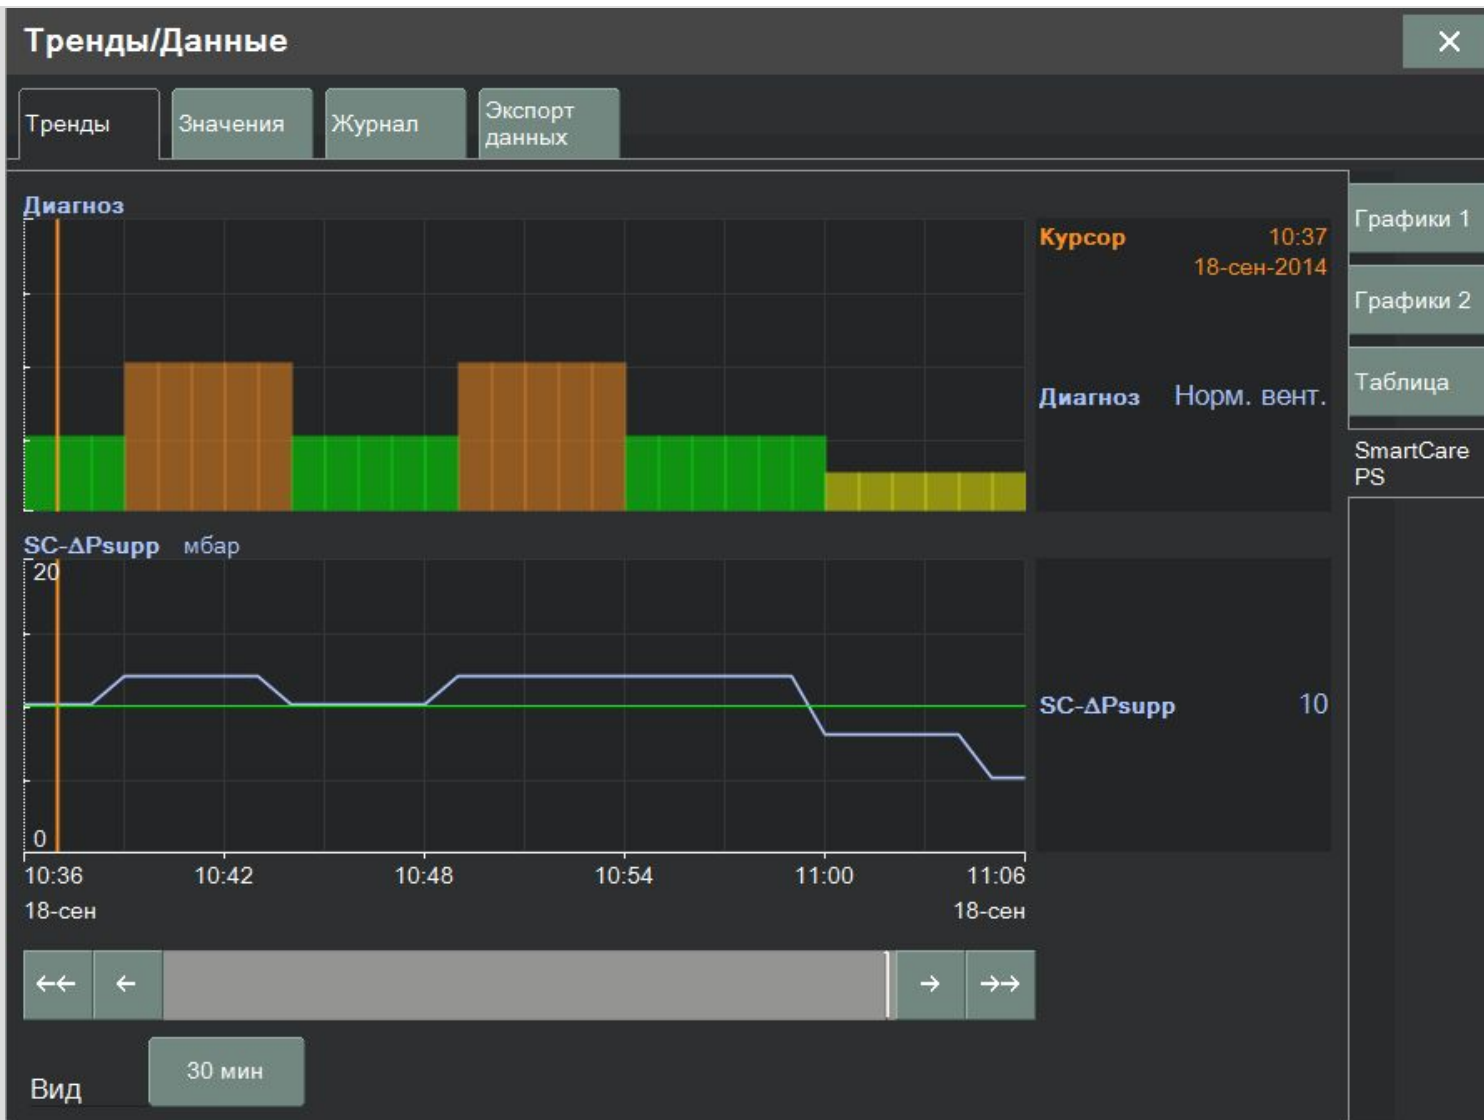 Тренды/Данные
Тренды
Значения
Журнал
Экспорт
данных
Диагноз
Курсор 10:37
18-сен-2014
Диагноз Норм. вент.
Графики 1
Графики 2
Таблица
SmartCare
PS
SC-ΔPsupp мбар
20
0
SC-ΔPsupp 10
10:36 10:42 10:48 10:54 11:00 11:06
18-сен 18-сен
Вид 30 мин